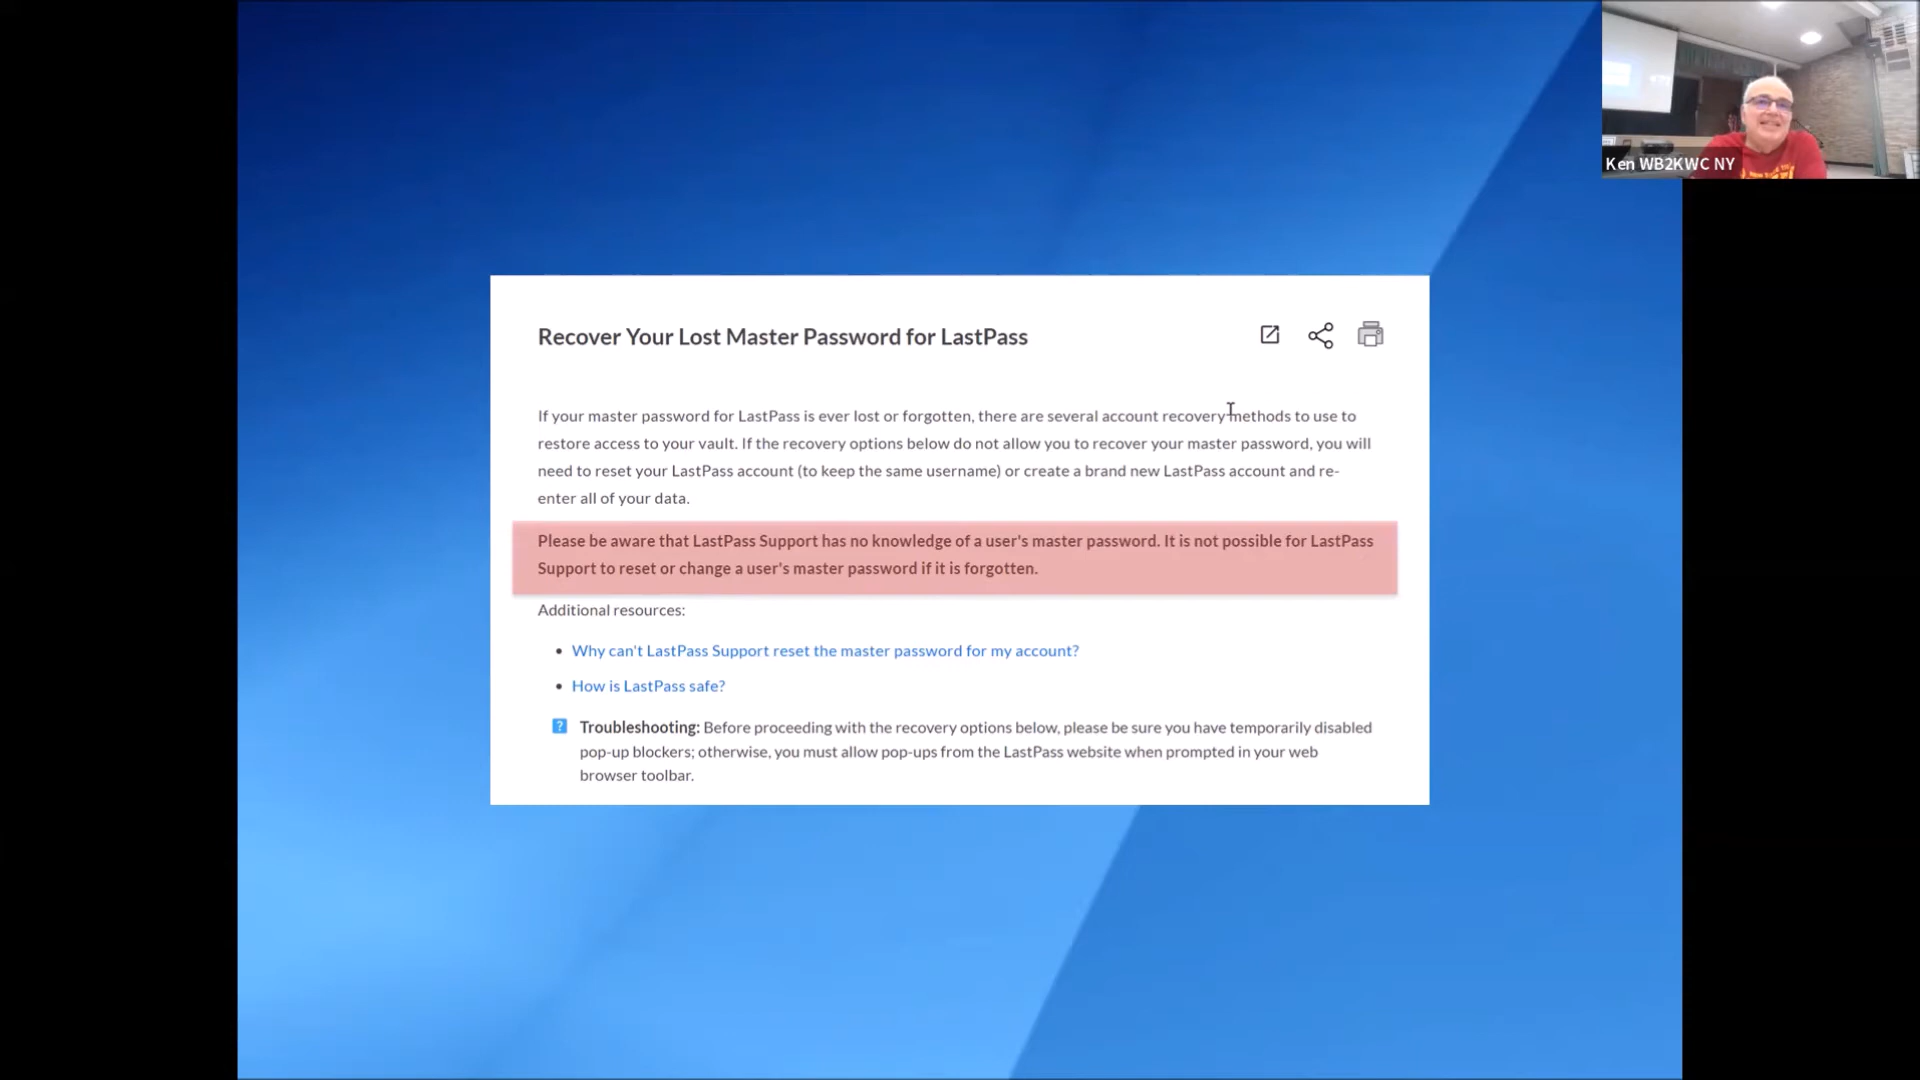 Ken WB2KWC NY
Recover Your Lost Master Password for LastPass
If your master password for LastPass is ever lost or forgotten, there are several account recovery methods to use to
restore access to your vault. If the recovery options below do not allow you to recover your master password, you will
need to reset your LastPass account (to keep the same username) or create a brand new LastPass account and re-
enter all of your data.
Please be aware that LastPass Support has no knowledge of a user's master password. It is not possible for LastPass
Support to reset or change a user's master password if it is forgotten.
Additional resources:
• Why can't LastPass Support reset the master password for my account?
• How is LastPass safe?
? Troubleshooting: Before proceeding with the recovery options below, please be sure you have temporarily disabled
pop-up blockers; otherwise, you must allow pop-ups from the LastPass website when prompted in your web
browser toolbar.